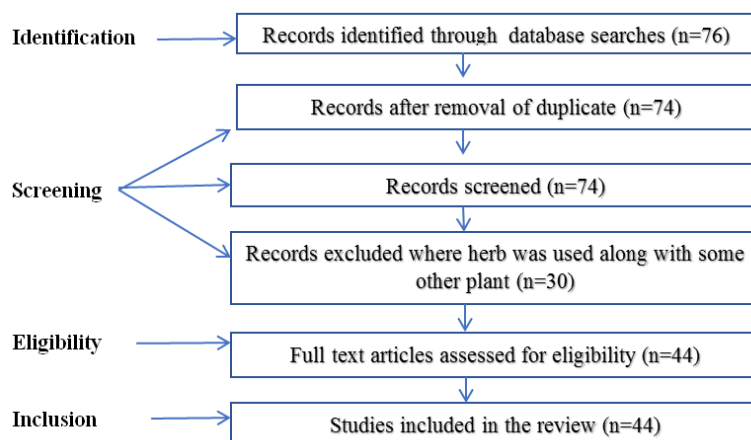 Identification
Records identified through database searches (n=76)
Records after removal of duplicate (n=74)
Screening
Records screened (n=74)
Records excluded where herb was used along with some
other plant (n=30)
Eligibility
Full text articles assessed for eligibility (n=44)
Inclusion
Studies included in the review (n=44)